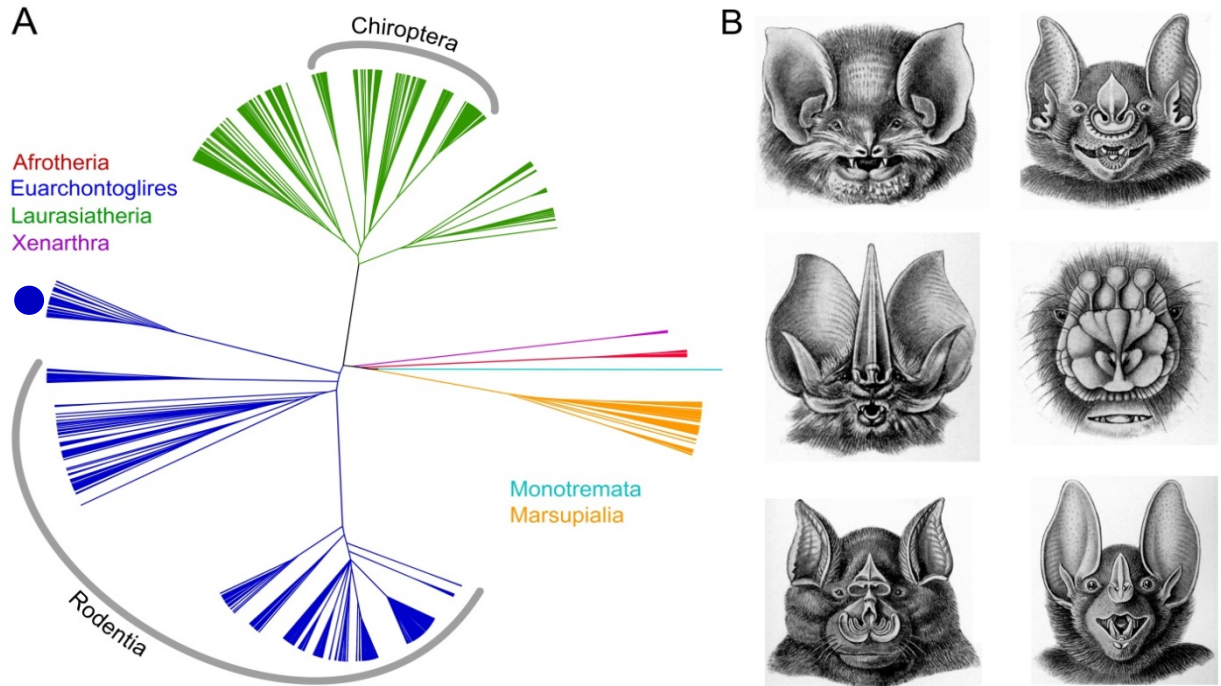 A
Chiroptera
Afrotheria
Euarchontoglires
Laurasiatheria
Xenarthra
Monotremata
Marsupialia
Rodentia
B